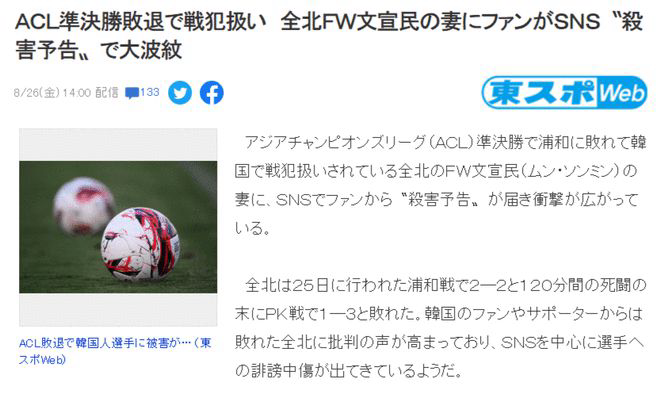 ACL準決勝敗退で戦犯扱い　全北FW文宣民の妻にファンがSNS〝殺
害予告〟で大波紋
8/26(金) 14:00 配信 133
東スポWeb
アジアチャンピオンズリーグ（ACL）準決勝で浦和に敗れて韓
国で戦犯扱いされている全北のFW文宣民（ムン・ソンミン）の
妻に、SNSでファンから〝殺害予告〟が届き衝撃が広がって
いる。
全北は25日に行われた浦和戦で2―2と120分間の死闘の
末にPK戦で1―3と敗れた。韓国のファンやサポーターからは
敗れた全北に批判の声が高まっており、SNSを中心に選手へ
の誹謗中傷が出てきているようだ。
ACL敗退で韓国人選手に被害が…（東
スポWeb）